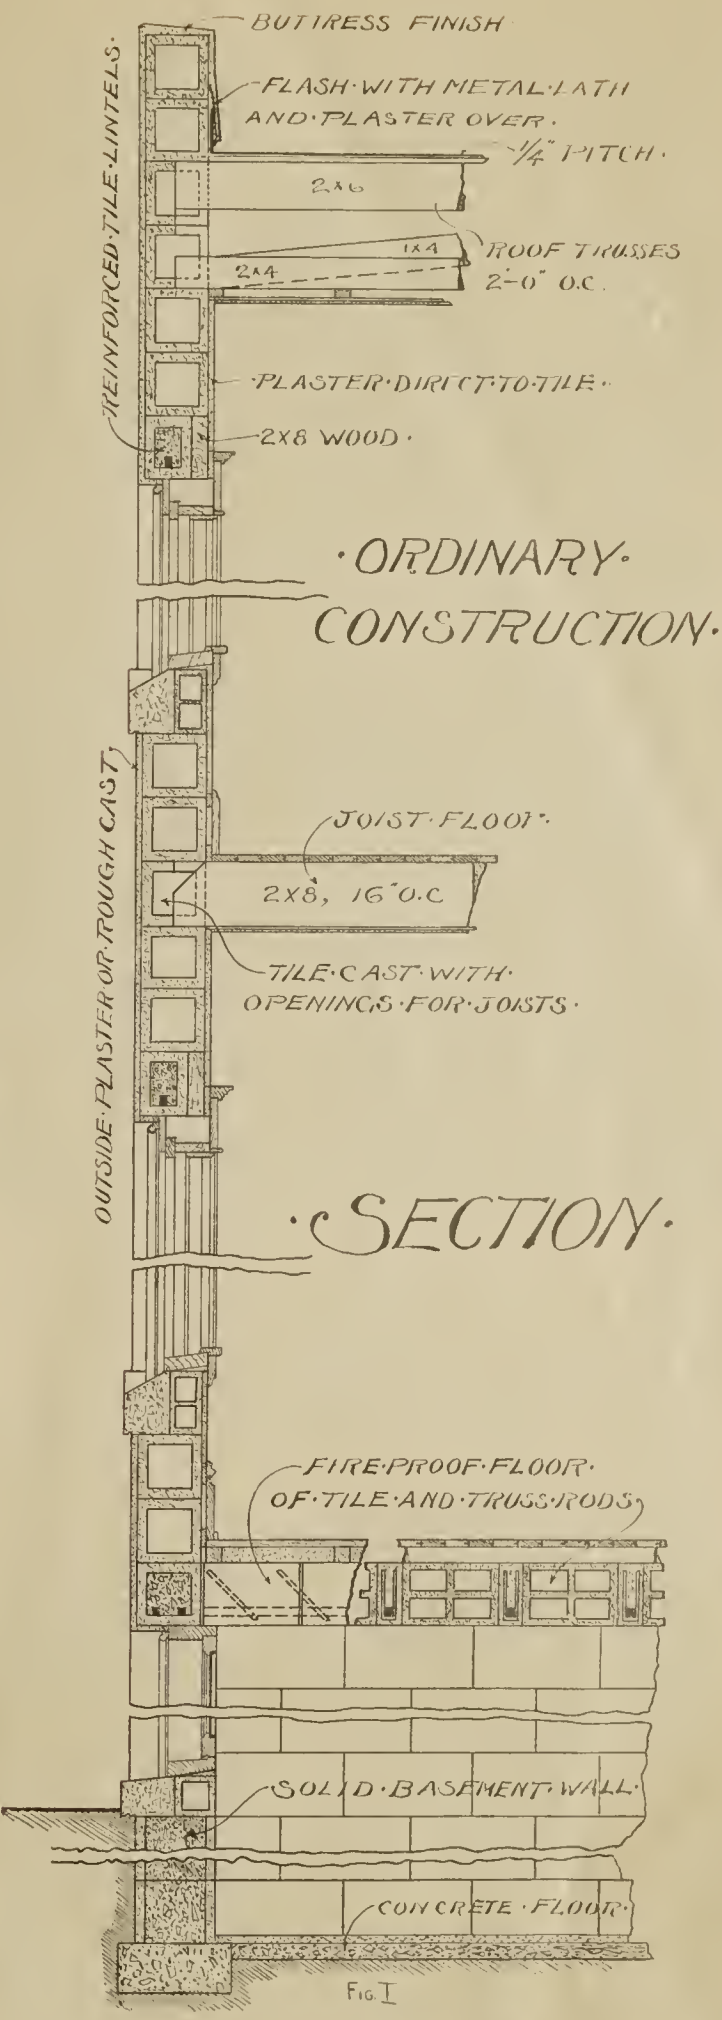 BUTTRESS FINISH
REINFORCED·TILE·LINTELS·
FLASH·WITH METAL·LATH
AND·PLASTER OVER·
1/4" PITCH·
2x6
1x4
2x4
ROOF TRUSSES
2'-0" O.C.
·PLASTER·DIRECT·TO·TILE·
2X8 WOOD·
·ORDINARY·
CONSTRUCTION·
OUTSIDE·PLASTER·OR·ROUGH CAST,
JOIST·FLOOR·
2X8, 16"O.C
TILE·CAST·WITH·
OPENINGS·FOR·JOISTS·
·SECTION·
FIRE·PROOF·FLOOR·
OF·TILE·AND·TRUSS·RODS,
SOLID·BASEMENT·WALL·
CONCRETE·FLOOR·
FIG. I